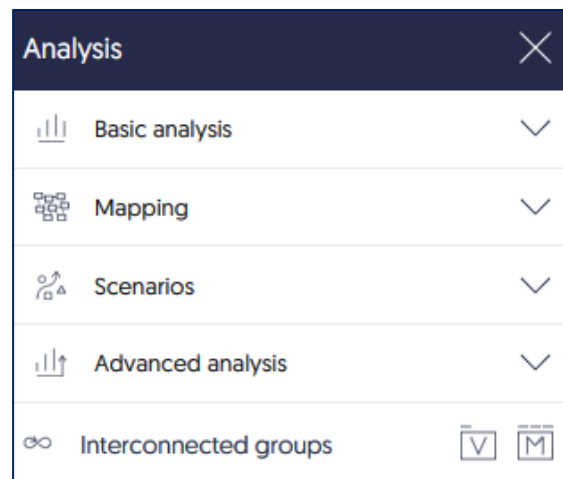 Analysis
Basic analysis
Mapping
Scenarios
Advanced analysis
Interconnected groups V M